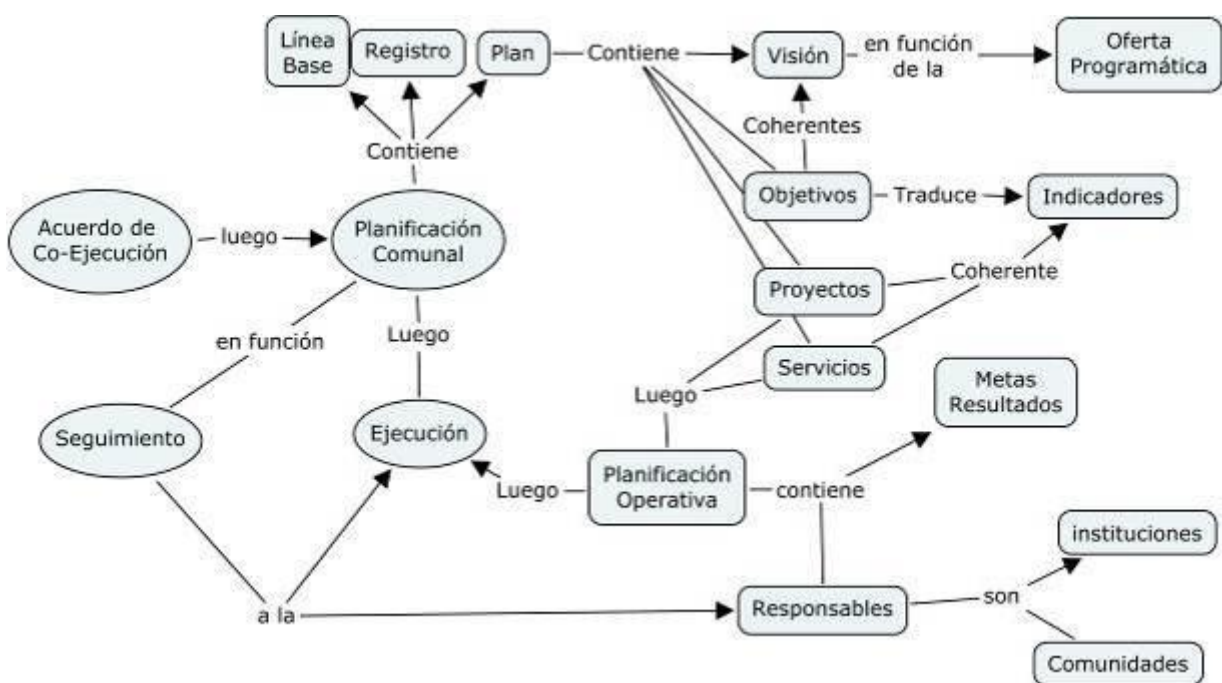 Línea
Base
Registro
Plan
Contiene
Visión
en función
de la
Oferta
Programática
Contiene
Coherentes
Objetivos
Traduce
Indicadores
Acuerdo de
Co-Ejecución
luego
Planificación
Comunal
Proyectos
Coherente
en función
Luego
Servicios
Luego
Metas
Resultados
Seguimiento
Ejecución
Luego
Planificación
Operativa
contiene
instituciones
a la
Responsables
son
Comunidades